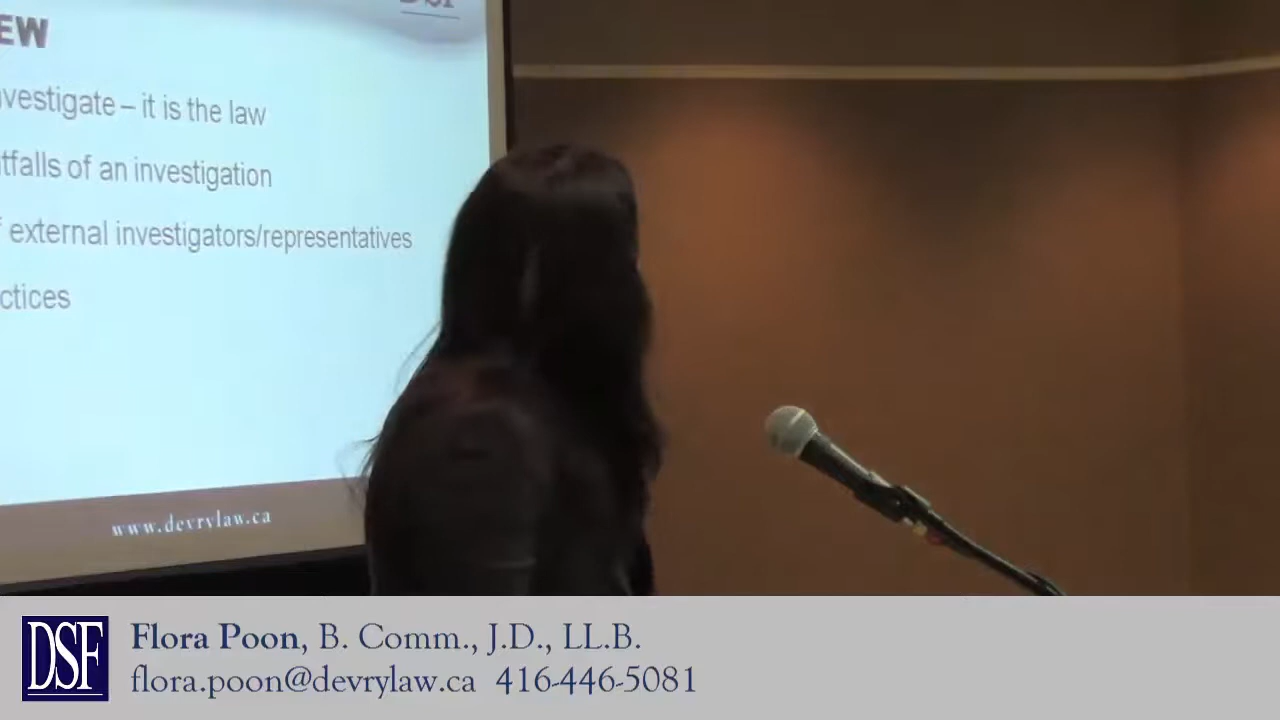 EW
nvestigate – it is the law
tfalls of an investigation
external investigators/representatives
ctices
www.devrylaw.ca
DSF
Flora Poon, B. Comm., J.D., LL.B.
flora.poon@devrylaw.ca 416-446-5081